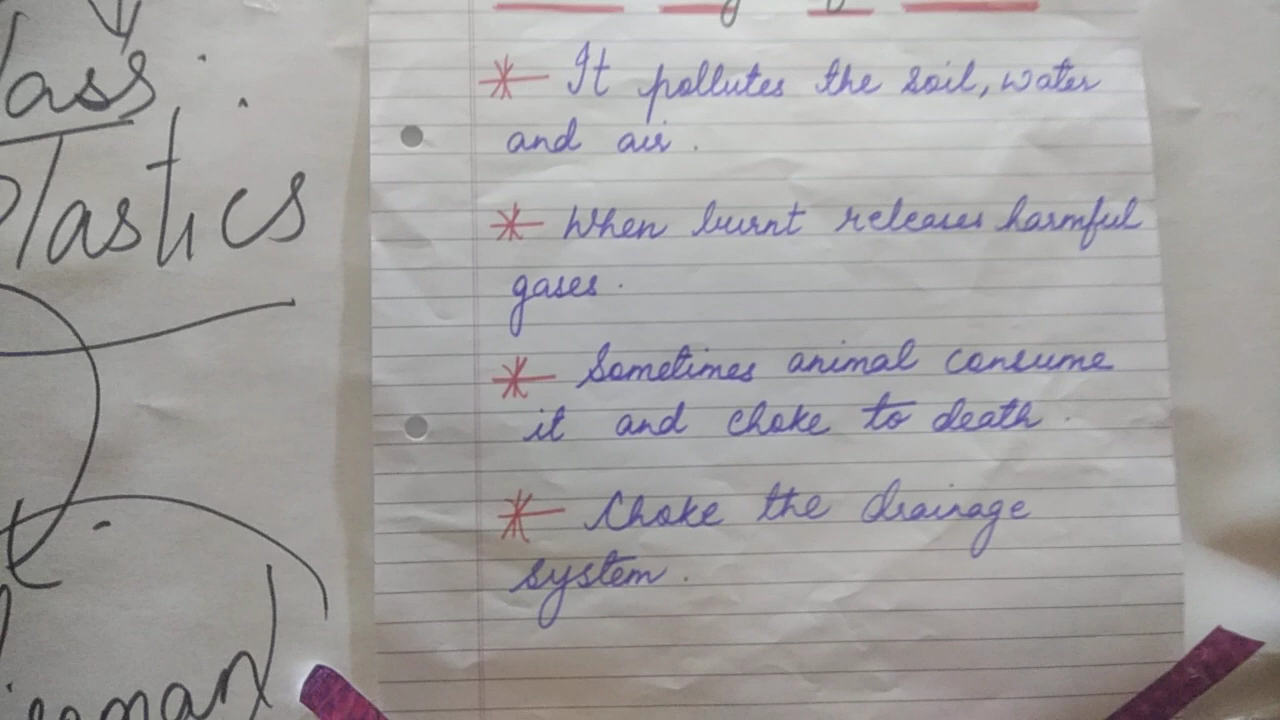 lass
Plastics
* It pollutes the soil, water
and air.
* When burnt releases harmful
gases.
* Sometimes animal consume
it and choke to death.
* Choke the drainage
system.